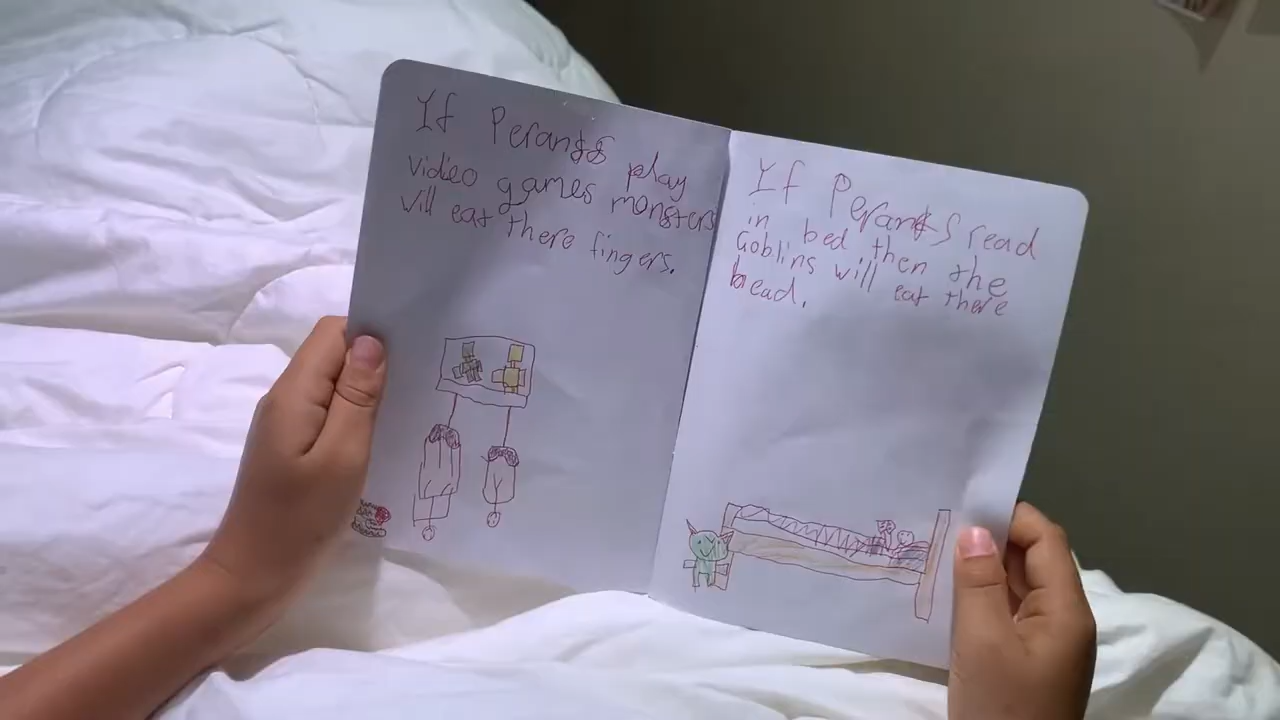 If Perants play
video games monsters
will eat there fingers.
If Perants read
in bed then the
Goblins will eat there
head.